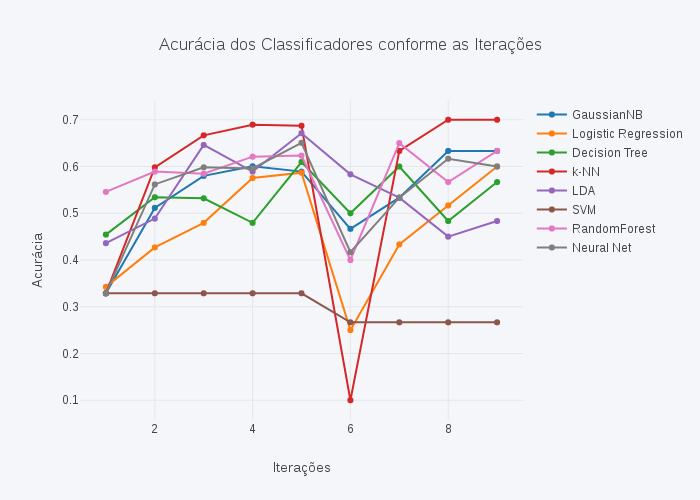 Acurácia dos Classificadores conforme as Iterações
0.7
0.6
0.5
0.4
0.3
0.2
0.1
Acurácia
2
4
6
8
Iterações
GaussianNB
Logistic Regression
Decision Tree
k-NN
LDA
SVM
RandomForest
Neural Net